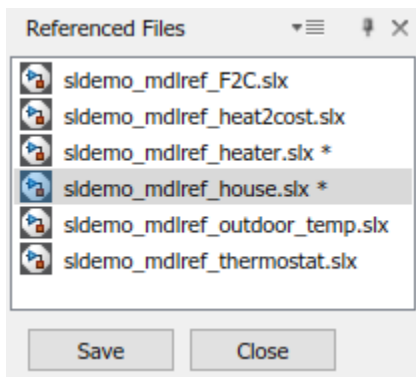 Referenced Files
sldemo_mdlref_F2C.slx
sldemo_mdlref_heat2cost.slx
sldemo_mdlref_heater.slx *
sldemo_mdlref_house.slx *
sldemo_mdlref_outdoor_temp.slx
sldemo_mdlref_thermostat.slx
Save Close